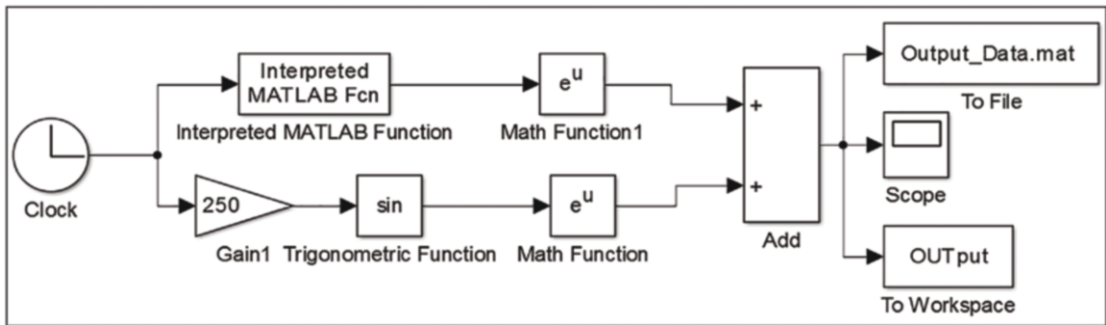 Interpreted
MATLAB Fcn
Interpreted MATLAB Function
e^u
Math Function1
Clock
250
Gain1
sin
Trigonometric Function
e^u
Math Function
+
+
Add
Output_Data.mat
To File
Scope
OUTput
To Workspace